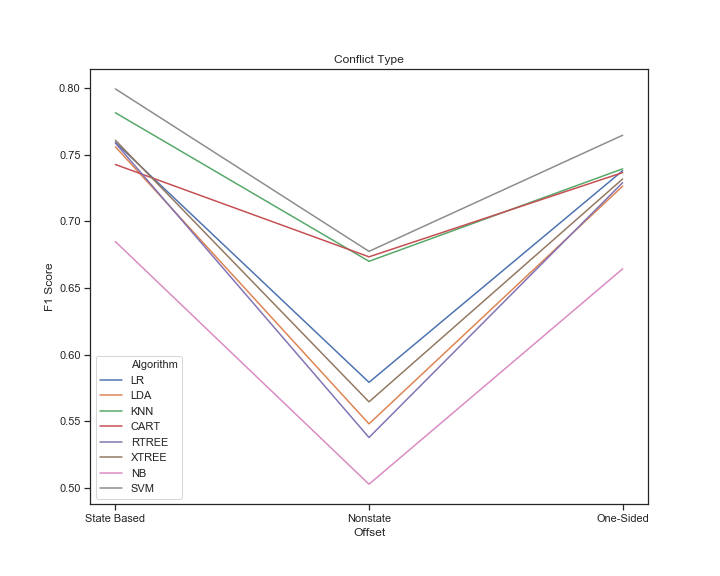 Conflict Type
0.80
0.75
0.70
0.65
0.60
0.55
0.50
F1 Score
Algorithm
LR
LDA
KNN
CART
RTREE
XTREE
NB
SVM
State Based
Nonstate
One-Sided
Offset